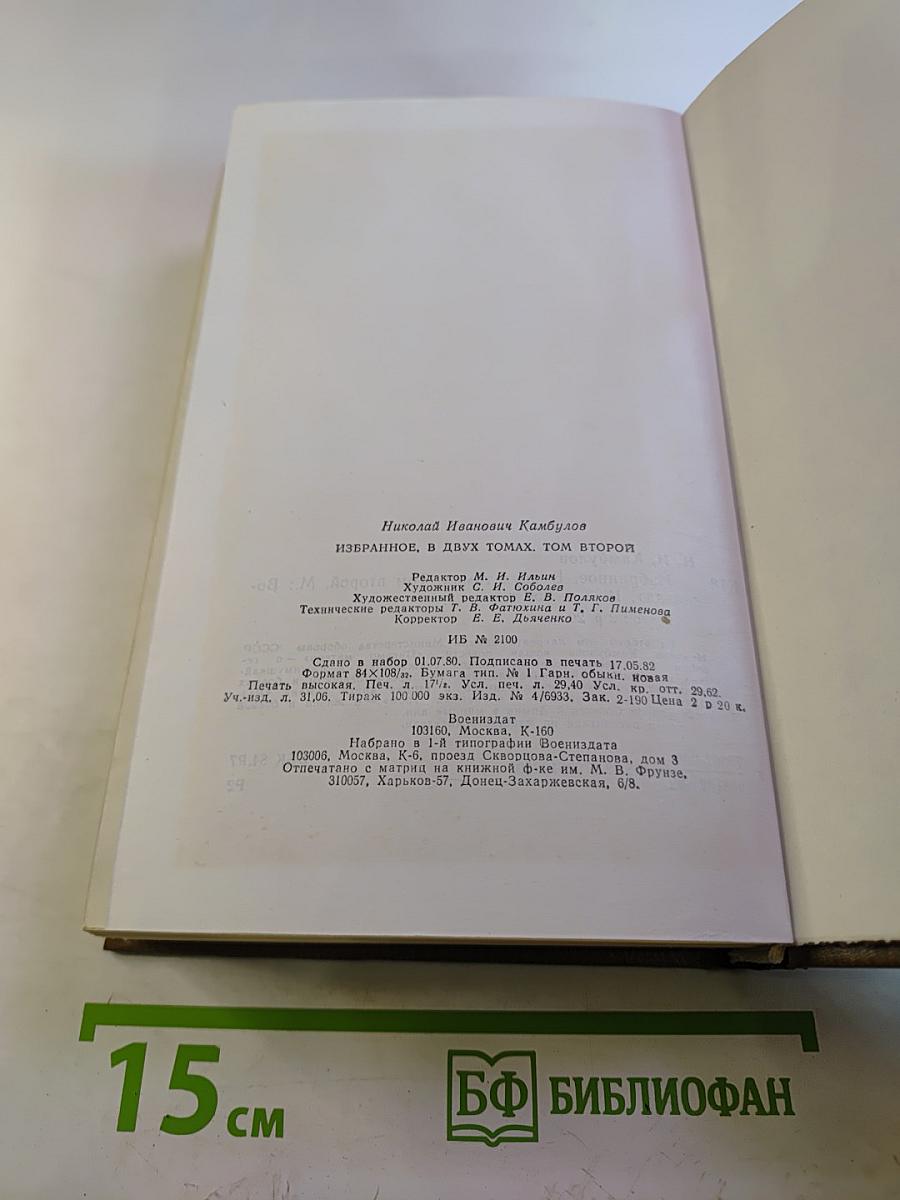 Николай Иванович Камбулов
ИЗБРАННОЕ. В ДВУХ ТОМАХ. ТОМ ВТОРОЙ
Редактор М. И. Ильин
Художник С. И. Соболев
Художественный редактор Е. В. Поляков
Технические редакторы Т. В. Фатюхина и Т. Г. Пименова
Корректор Е. Е. Дьяченко
ИБ № 2100
Сдано в набор 01.07.80. Подписано в печать 17.05.82
Формат 84×108/32. Бумага тип. № 1 Гарн. обыкн. новая
Печать высокая. Печ. л. 17½. Усл. печ. л. 29,40 Усл. кр. отт. 29,62.
Уч.-изд. л. 31,06. Тираж 100 000 экз. Изд. № 4/6933. Зак. 2-190 Цена 2 р 20 к.
Воениздат
103160, Москва, К-160
Набрано в 1-й типографии Воениздата
103006, Москва, К-6, проезд Скворцова-Степанова, дом 3
Отпечатано с матриц на книжной ф-ке им. М. В. Фрунзе,
310057, Харьков-57, Донец-Захаржевская, 6/8.
15 см
БФ БИБЛИОФАН